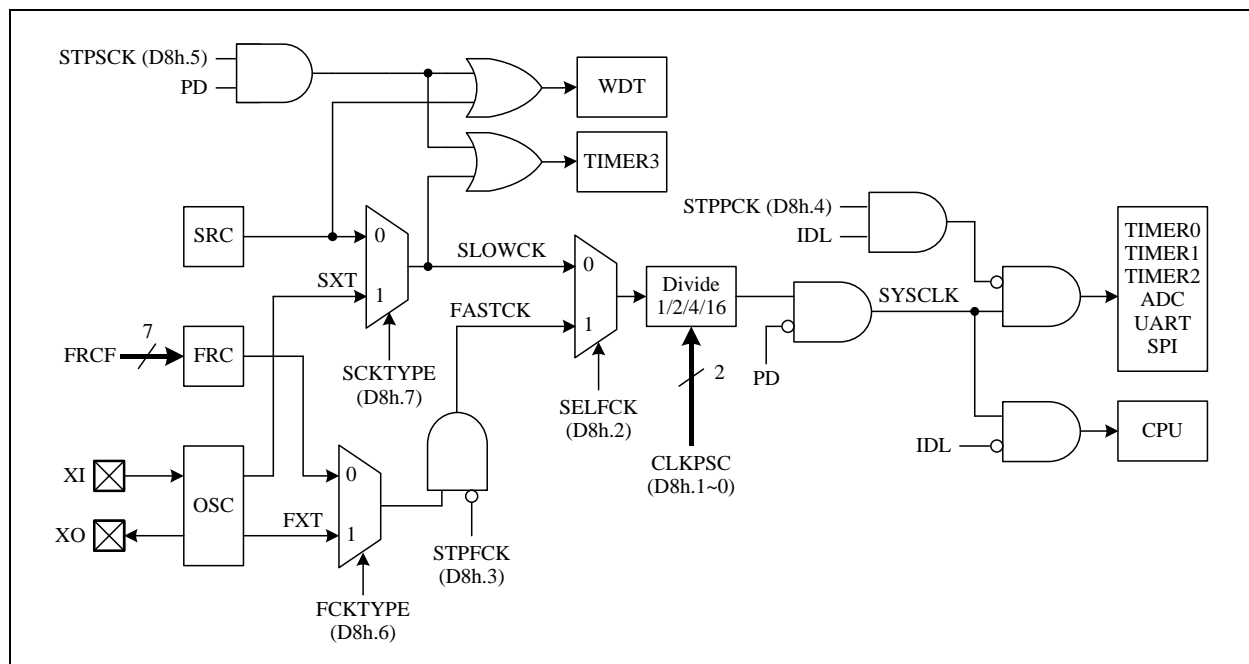 STPSCK (D8h.5)
PD
WDT
TIMER3
STPPCK (D8h.4)
IDL
TIMER0
TIMER1
TIMER2
ADC
UART
SPI
SRC
0
SXT
1
SLOWCK
FASTCK
0
1
Divide
1/2/4/16
SYSCLK
FRCF
7
FRC
SCKTYPE
(D8h.7)
SELFCK
(D8h.2)
2
PD
CLKPSC
(D8h.1~0)
IDL
CPU
XI
XO
OSC
FXT
0
1
STPFCK
(D8h.3)
FCKTYPE
(D8h.6)